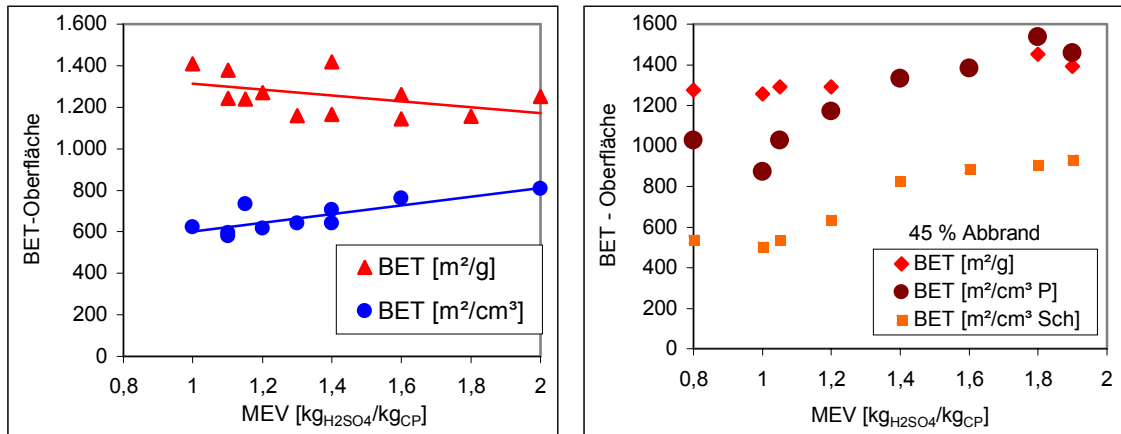 1.600
1.400
1.200
1.000
800
600
400
200
0
BET-Oberfläche
BET [m²/g]
BET [m²/cm³]
0,8 1 1,2 1,4 1,6 1,8 2
MEV [kgH2SO4/kgCP]
1600
1400
1200
1000
800
600
400
200
0
BET - Oberfläche
45 % Abbrand
BET [m²/g]
BET [m²/cm³ P]
BET [m²/cm³ Sch]
0,8 1 1,2 1,4 1,6 1,8 2
MEV [kgH2SO4/kgCP]